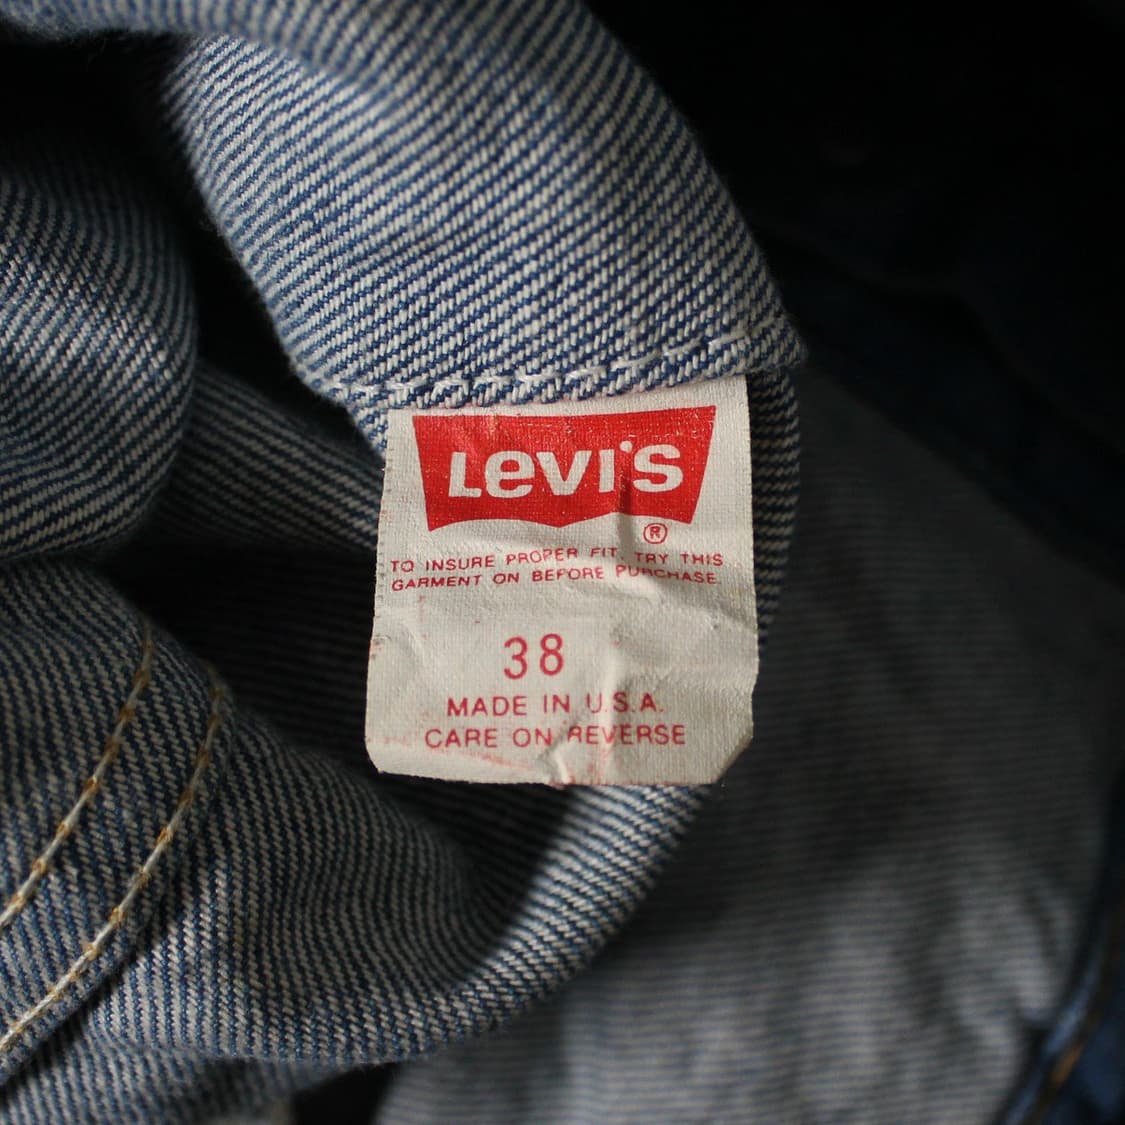 Levi's
®
TO INSURE PROPER FIT, TRY THIS
GARMENT ON BEFORE PURCHASE.
38
MADE IN U.S.A.
CARE ON REVERSE